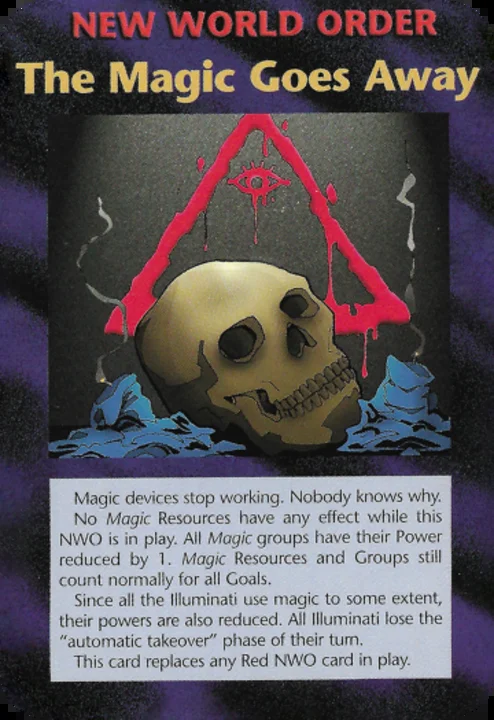 NEW WORLD ORDER
The Magic Goes Away
Magic devices stop working. Nobody knows why.
No Magic Resources have any effect while this
NWO is in play. All Magic groups have their Power
reduced by 1. Magic Resources and Groups still
count normally for all Goals.
Since all the Illuminati use magic to some extent,
their powers are also reduced. All Illuminati lose the
“automatic takeover” phase of their turn.
This card replaces any Red NWO card in play.